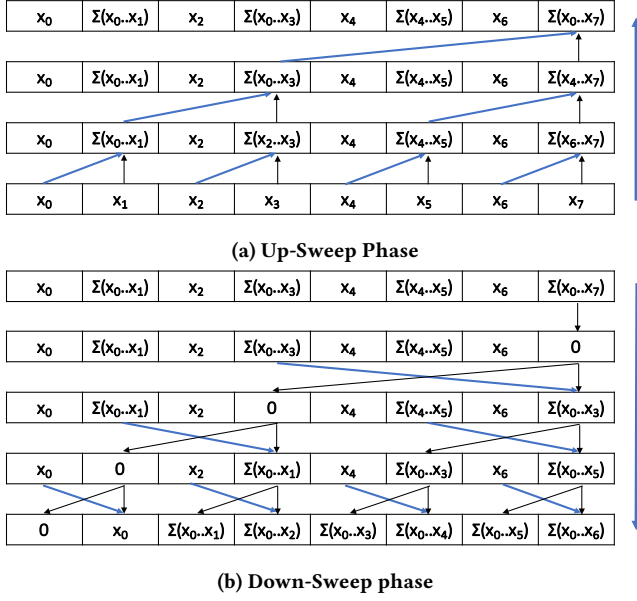 x₀ Σ(x₀..x₁) x₂ Σ(x₀..x₃) x₄ Σ(x₄..x₅) x₆ Σ(x₀..x₇)
x₀ Σ(x₀..x₁) x₂ Σ(x₀..x₃) x₄ Σ(x₄..x₅) x₆ Σ(x₄..x₇)
x₀ Σ(x₀..x₁) x₂ Σ(x₂..x₃) x₄ Σ(x₄..x₅) x₆ Σ(x₆..x₇)
x₀ x₁ x₂ x₃ x₄ x₅ x₆ x₇
(a) Up-Sweep Phase
x₀ Σ(x₀..x₁) x₂ Σ(x₀..x₃) x₄ Σ(x₄..x₅) x₆ Σ(x₀..x₇)
x₀ Σ(x₀..x₁) x₂ Σ(x₀..x₃) x₄ Σ(x₄..x₅) x₆ 0
x₀ Σ(x₀..x₁) x₂ 0 x₄ Σ(x₄..x₅) x₆ Σ(x₀..x₃)
x₀ 0 x₂ Σ(x₀..x₁) x₄ Σ(x₀..x₃) x₆ Σ(x₀..x₅)
0 x₀ Σ(x₀..x₁) Σ(x₀..x₂) Σ(x₀..x₃) Σ(x₀..x₄) Σ(x₀..x₅) Σ(x₀..x₆)
(b) Down-Sweep phase